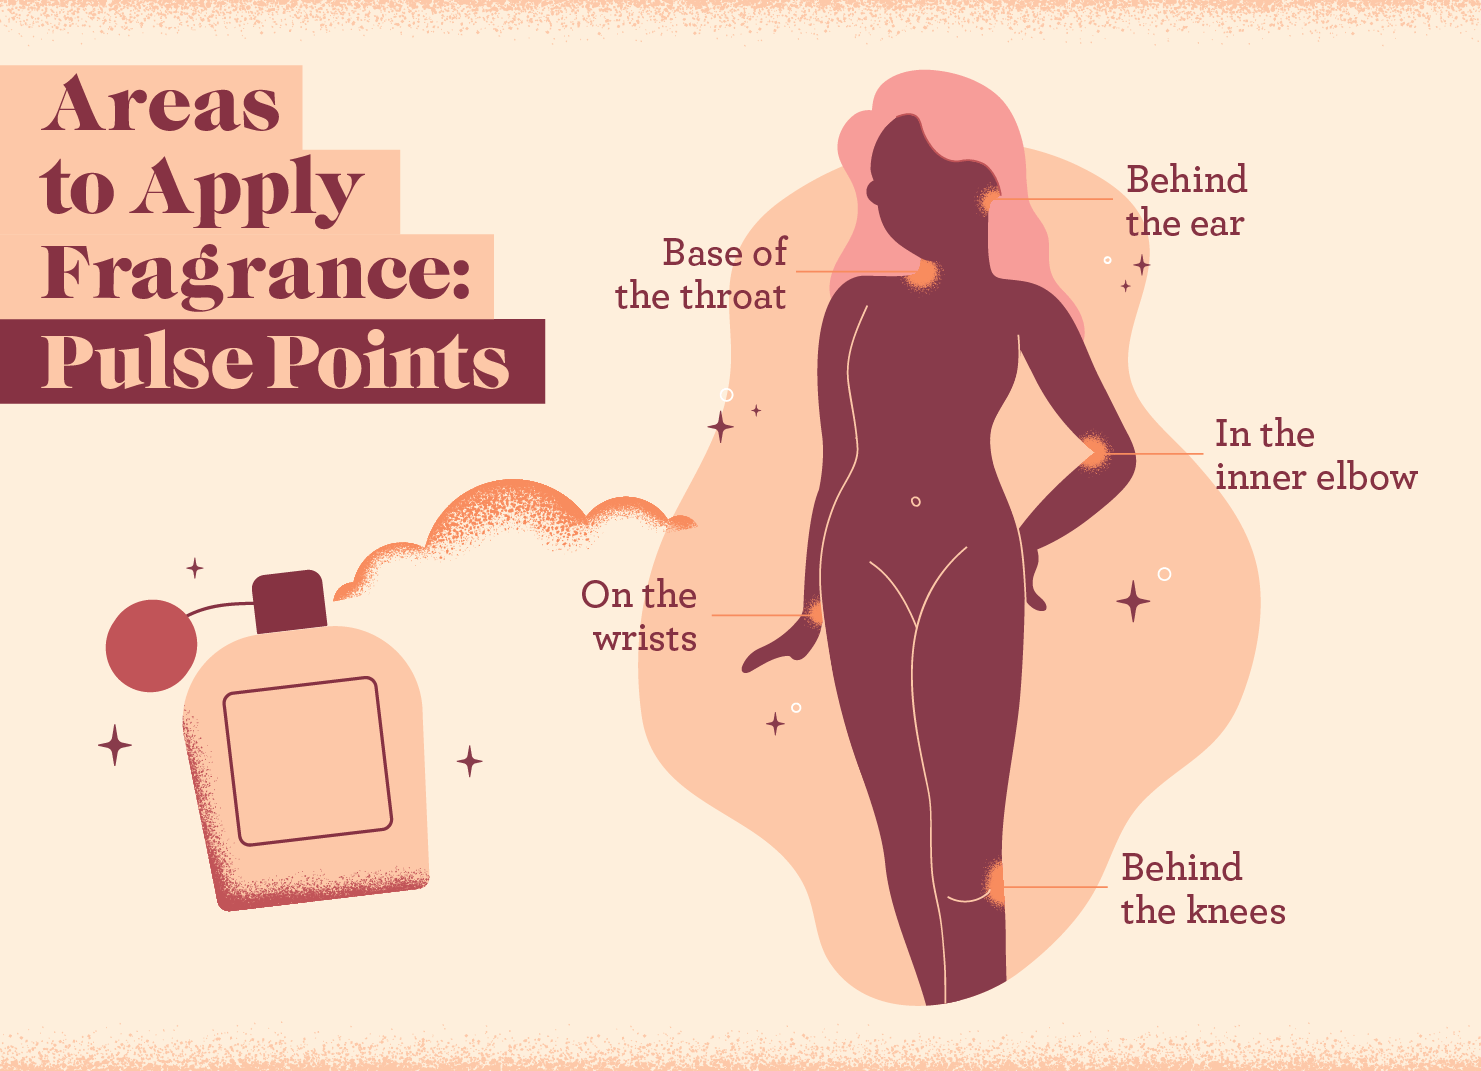 Areas
to Apply
Fragrance:
Pulse Points
Behind
the ear
Base of
the throat
In the
inner elbow
On the
wrists
Behind
the knees